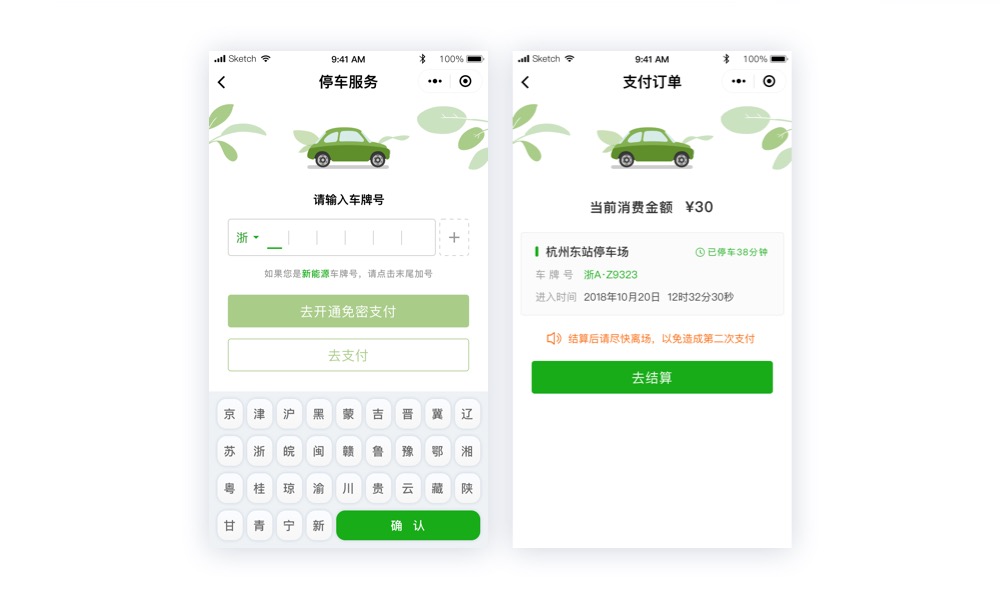 Sketch 9:41 AM 100%
停车服务
请输入车牌号
浙
如果您是新能源车牌号，请点击末尾加号
去开通免密支付
去支付
京 津 沪 黑 蒙 吉 晋 冀 辽
苏 浙 皖 闽 赣 鲁 豫 鄂 湘
粤 桂 琼 渝 川 贵 云 藏 陕
甘 青 宁 新 确 认
Sketch 9:41 AM 100%
支付订单
当前消费金额 ¥30
杭州东站停车场 已停车38分钟
车 牌 号 浙A·Z9323
进入时间 2018年10月20日 12时32分30秒
结算后请尽快离场，以免造成第二次支付
去结算